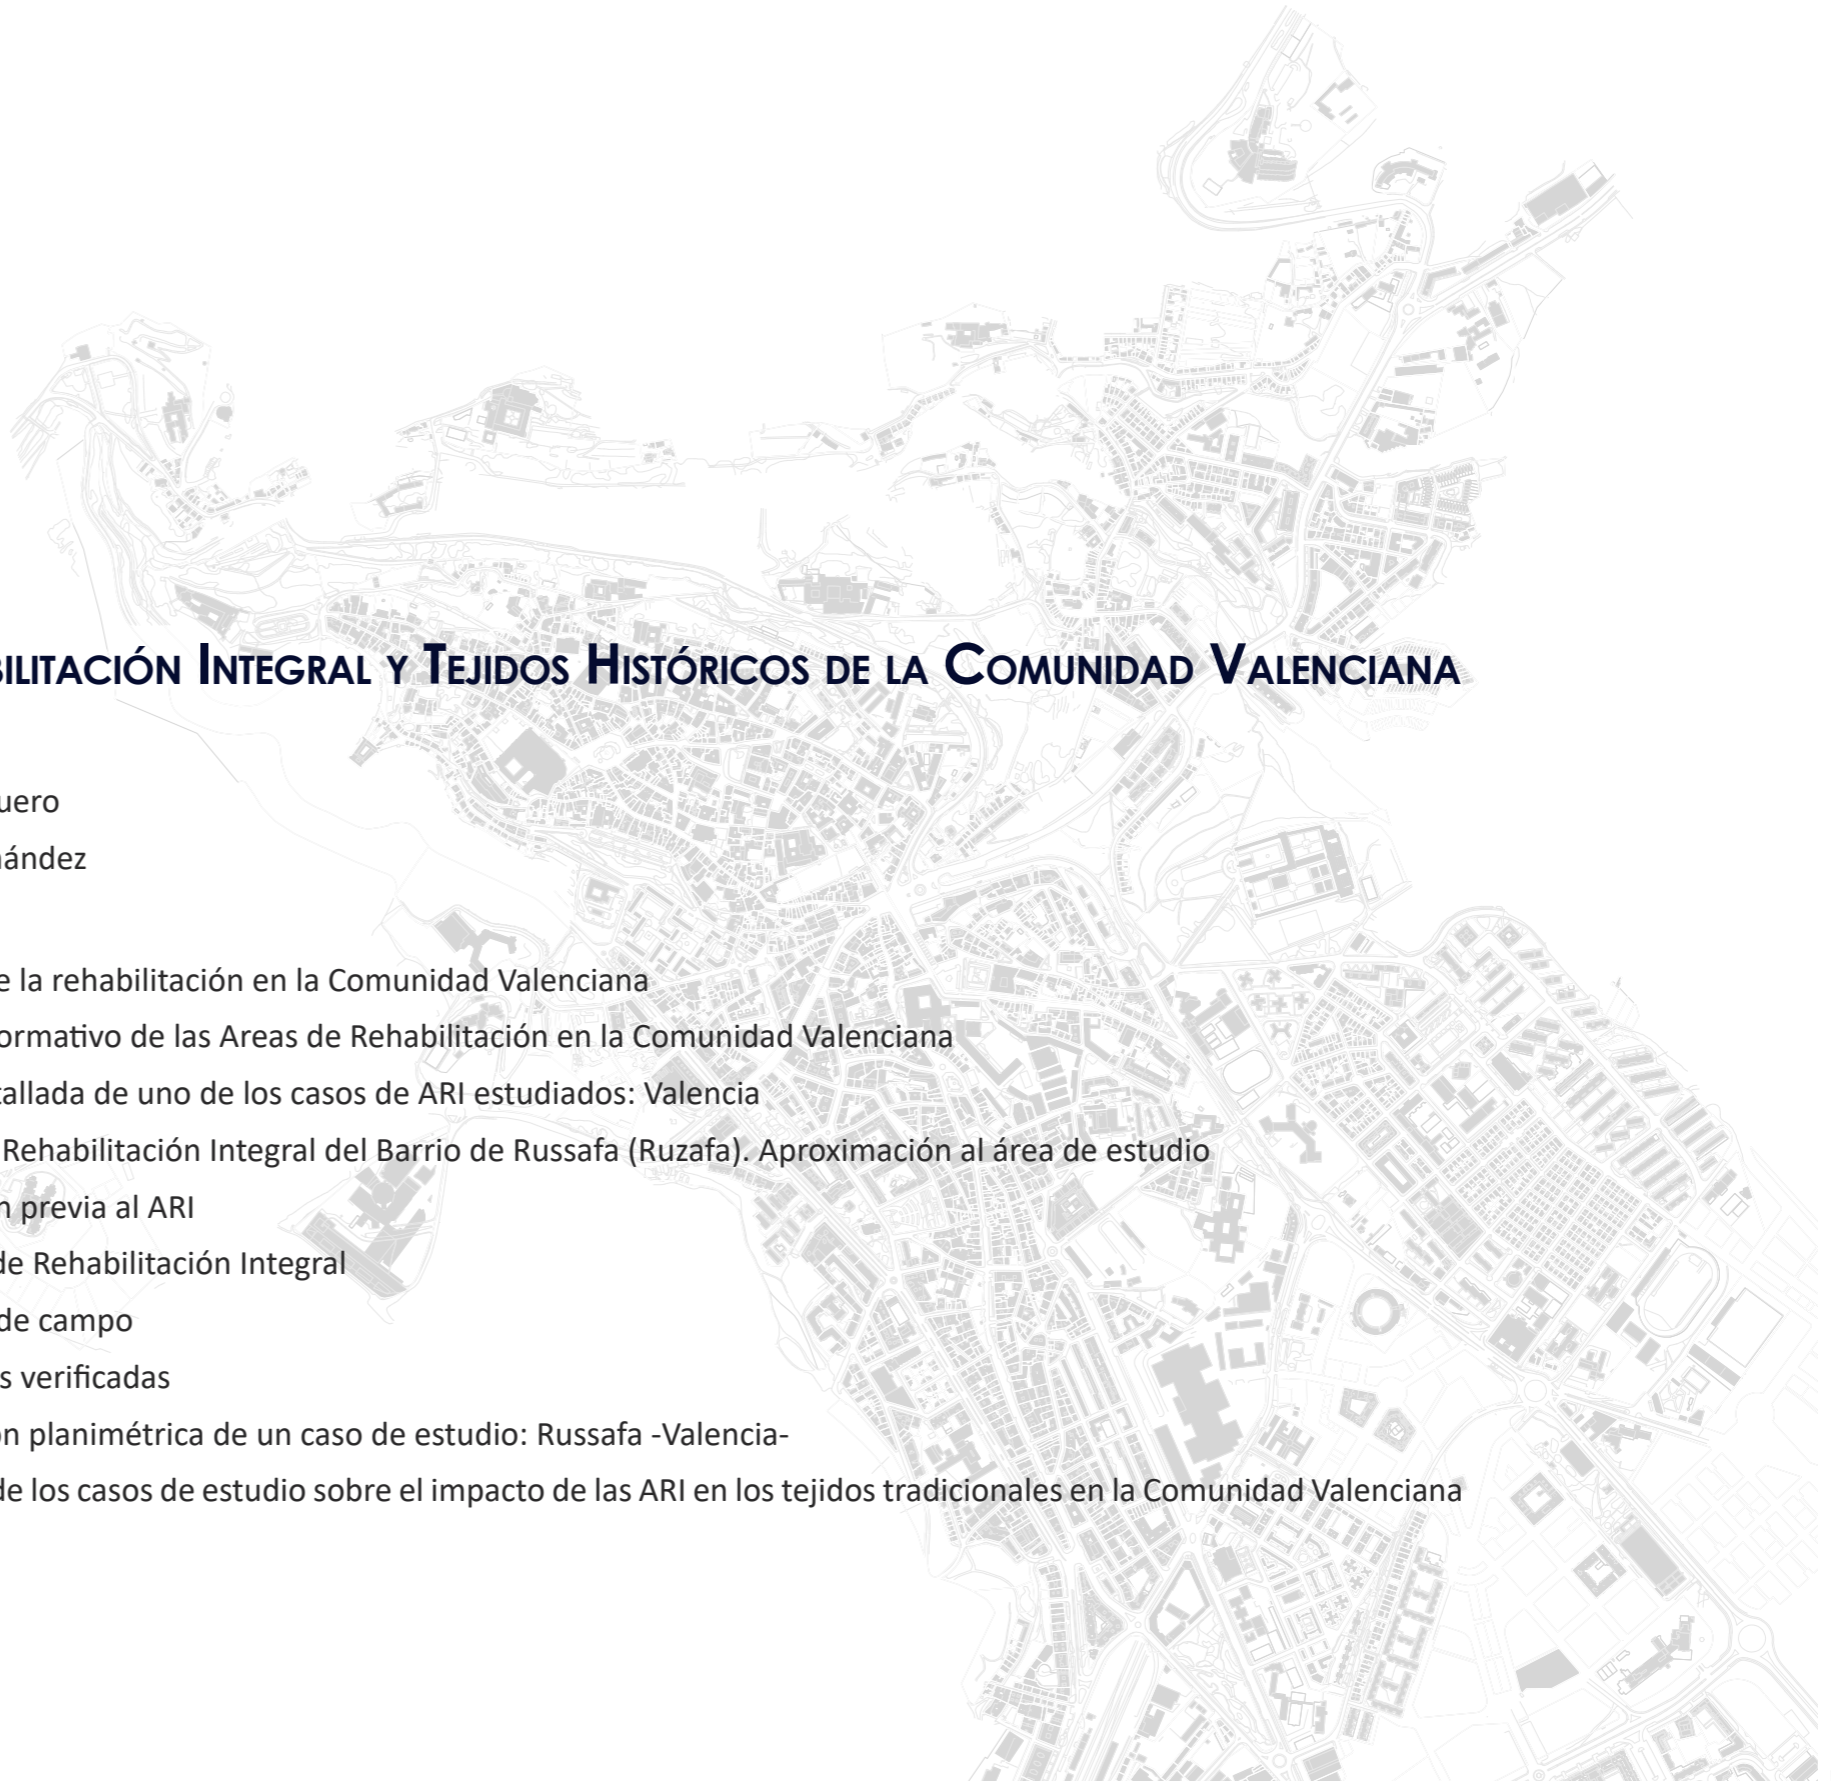 BILITACIÓN INTEGRAL Y TEJIDOS HISTÓRICOS DE LA COMUNIDAD VALENCIANA
uero
nández
e la rehabilitación en la Comunidad Valenciana
ormativo de las Areas de Rehabilitación en la Comunidad Valenciana
tallada de uno de los casos de ARI estudiados: Valencia
Rehabilitación Integral del Barrio de Russafa (Ruzafa). Aproximación al área de estudio
n previa al ARI
de Rehabilitación Integral
de campo
s verificadas
ón planimétrica de un caso de estudio: Russafa -Valencia-
de los casos de estudio sobre el impacto de las ARI en los tejidos tradicionales en la Comunidad Valenciana